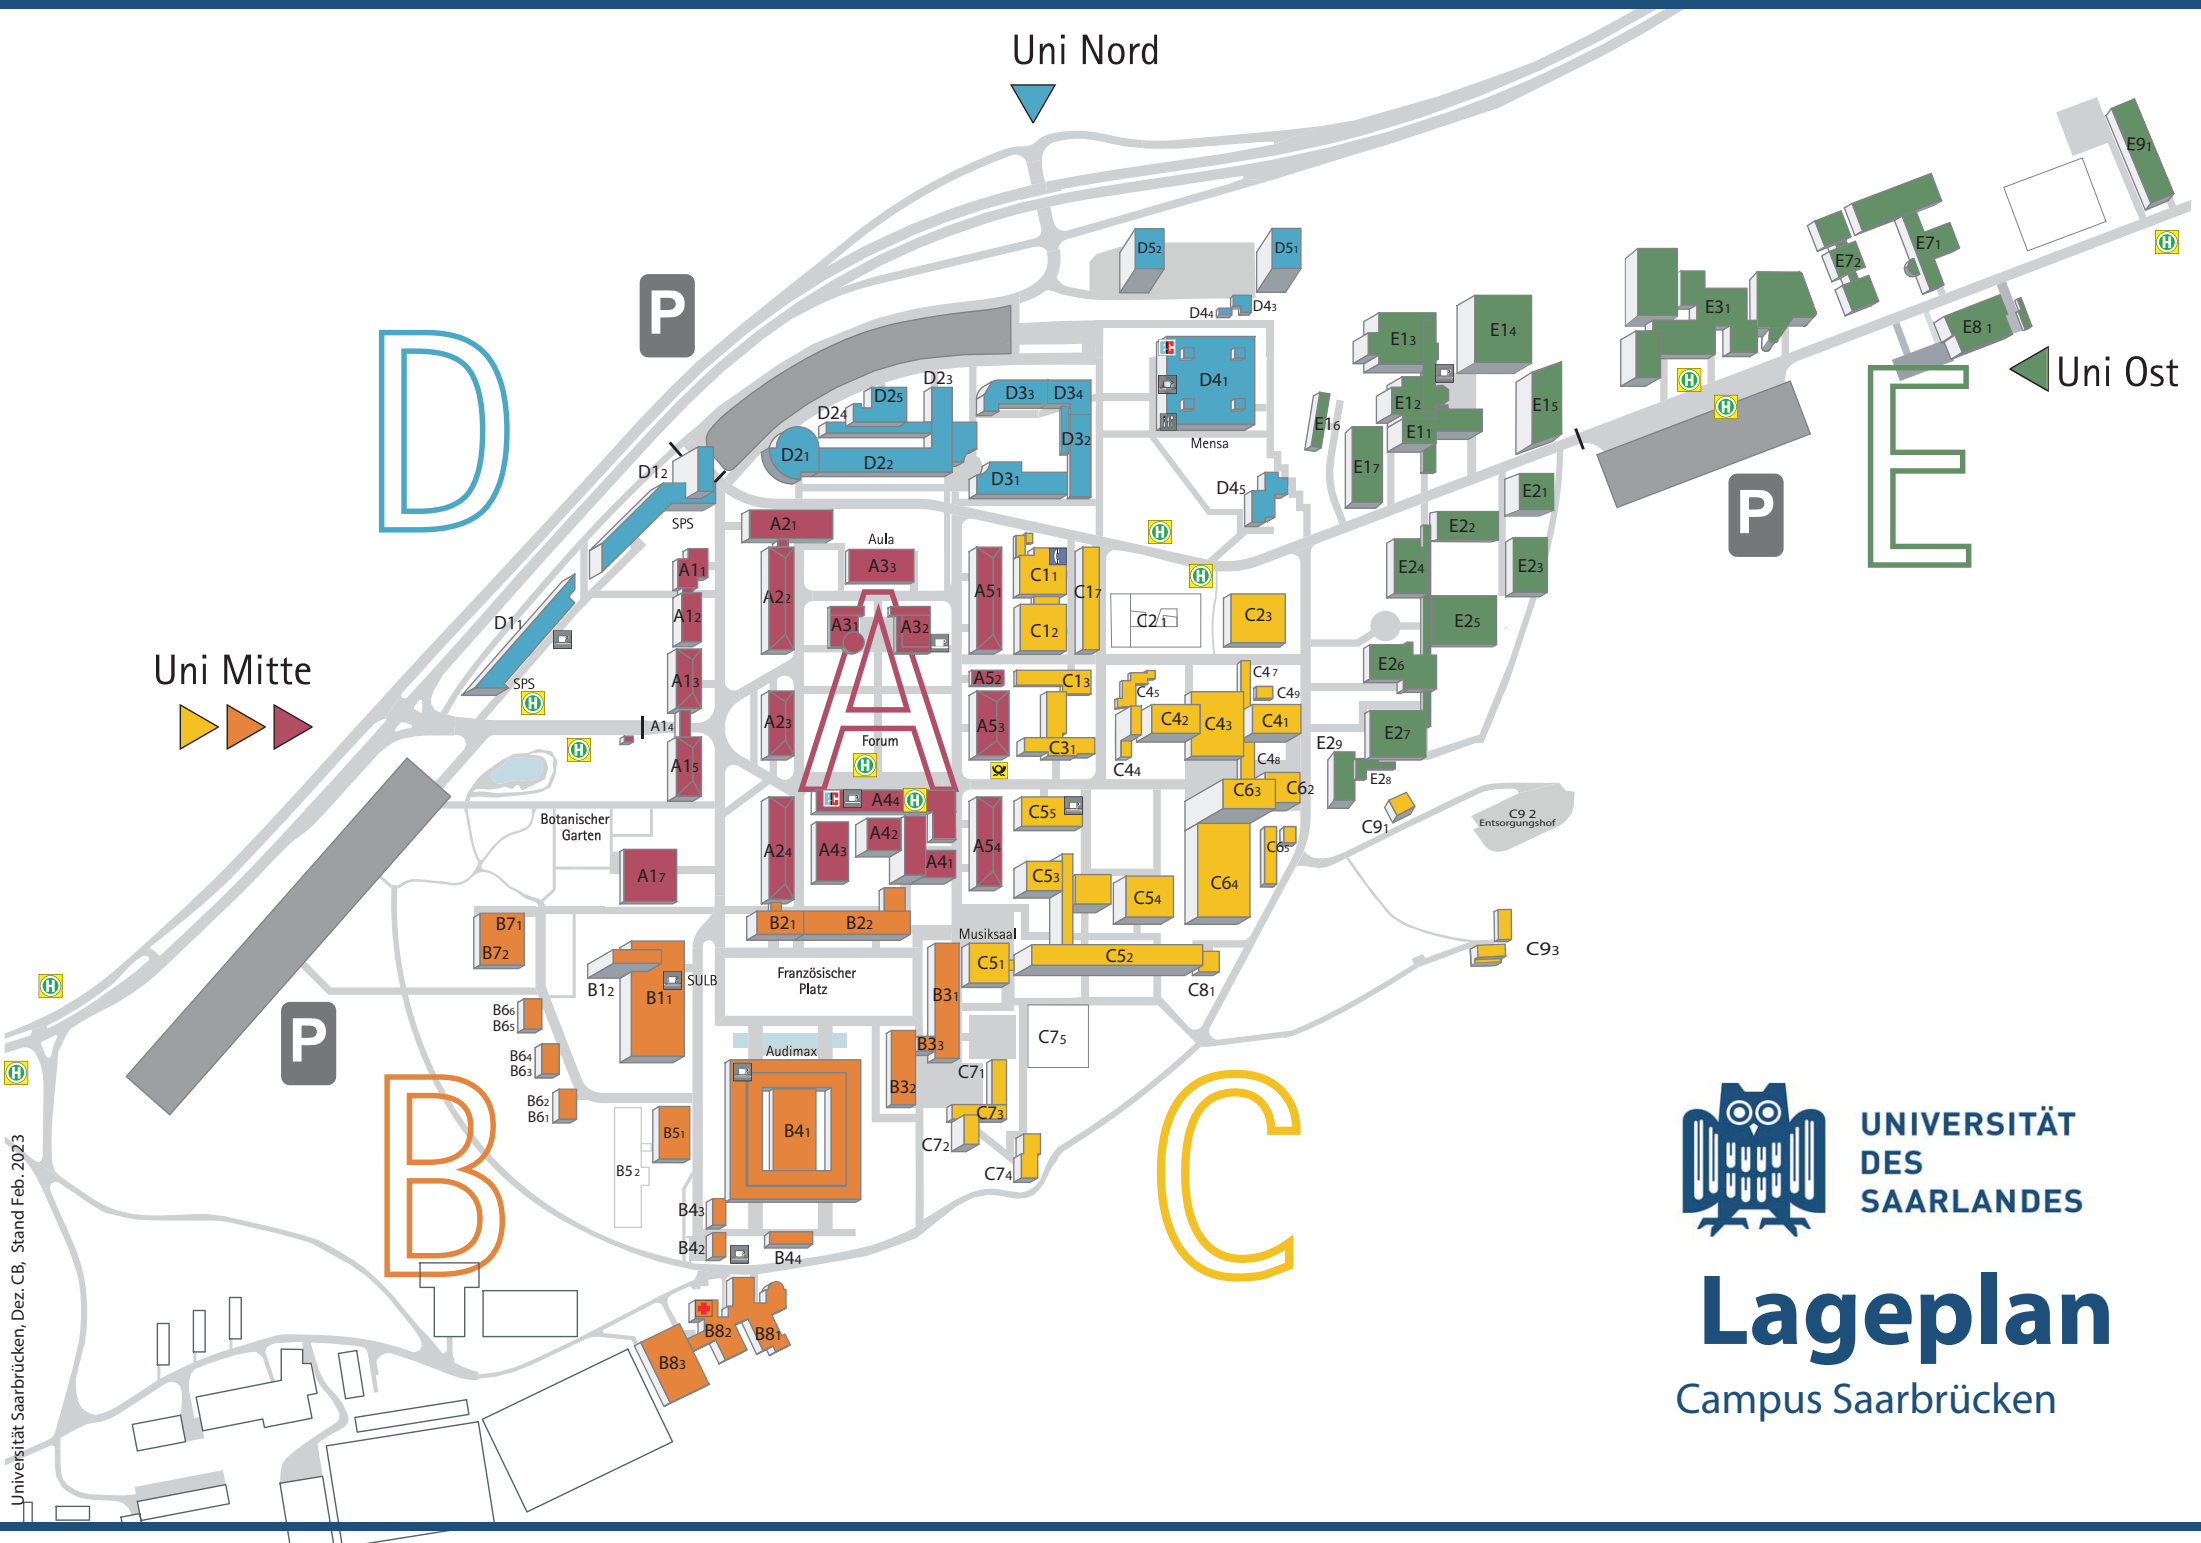 Uni Nord
E9₁
E7₁
E7₂
D5₂
D5₁
D4₄
D4₃
E3₁
E8 1
P
E1₃
E1₄
Uni Ost
D
D2₃
D2₅
D2₄
D3₃
D3₄
D4₁
E1₂
E1₅
E
D2₁
D2₂
D3₂
Mensa
E1₆
E1₁
D1₂
D3₁
D4₅
E1₇
E2₁
P
SPS
A2₁
Aula
A3₃
E2₂
A1₁
A2₂
A5₁
C1₁
C1₇
E2₄
E2₃
D1₁
A1₂
A3₁
A3₂
C1₂
C2₁
C2₃
E2₅
Uni Mitte
SPS
A1₃
A5₂
C1₃
C4₅
C4₇
C4₉
E2₆
A
A1₄
A2₃
Forum
A5₃
C3₁
C4₂
C4₃
C4₁
E2₇
E2₉
A1₅
C4₄
C4₈
E2₈
A4₄
C6₃
C6₂
Botanischer
Garten
C5₅
C9₁
C9 2
Entsorgungshof
A2₄
A4₃
A4₂
A4₁
A5₄
C6₅
A1₇
C5₃
C5₄
C6₄
B7₁
B7₂
B2₁
B2₂
Musiksaal
C5₁
C5₂
C9₃
B1₂
B1₁
SULB
Französischer
Platz
B3₁
C8₁
B6₆
B6₅
P
B6₄
B6₃
Audimax
B3₃
C7₅
C7₁
B3₂
C
B
B6₂
B6₁
B5₁
B4₁
C7₃
C7₂
C7₄
B5 ₂
UNIVERSITÄT
DES
SAARLANDES
B4₃
B4₂
B4₄
B8₂
B8₁
B8₃
Lageplan
Campus Saarbrücken
Universität Saarbrücken, Dez. CB, Stand Feb. 2023
H
H
H
H
H
H
H
H
H
H
H